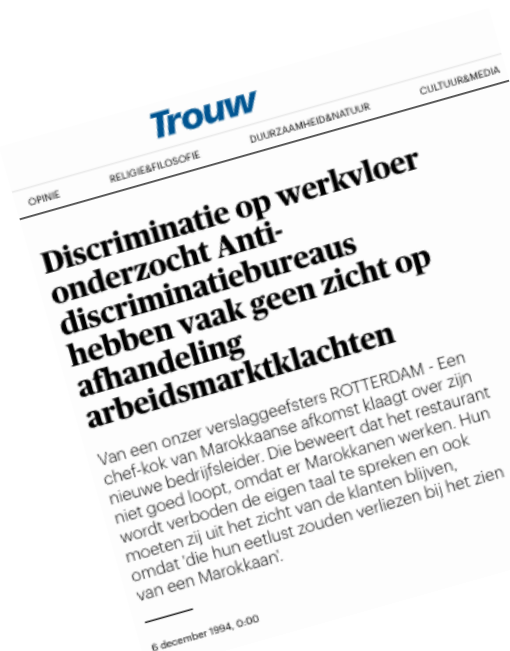 Trouw
OPINIE RELIGIE&FILOSOFIE DUURZAAMHEID&NATUUR CULTUUR&MEDIA
Discriminatie op werkvloer
onderzocht Anti-
discriminatiebureaus
hebben vaak geen zicht op
afhandeling
arbeidsmarktklachten
Van een onzer verslaggeefsters ROTTERDAM - Een
chef-kok van Marokkaanse afkomst klaagt over zijn
nieuwe bedrijfsleider. Die beweert dat het restaurant
niet goed loopt, omdat er Marokkanen werken. Hun
wordt verboden de eigen taal te spreken en ook
moeten zij uit het zicht van de klanten blijven,
omdat 'die hun eetlust zouden verliezen bij het zien
van een Marokkaan'.
6 december 1994, 0:00